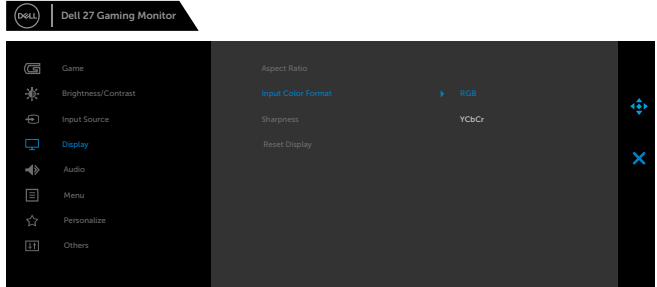 DELL
Dell 27 Gaming Monitor
Game
Aspect Ratio
Brightness/Contrast
Input Color Format
RGB
Input Source
Sharpness
YCbCr
Display
Reset Display
Audio
Menu
Personalize
Others